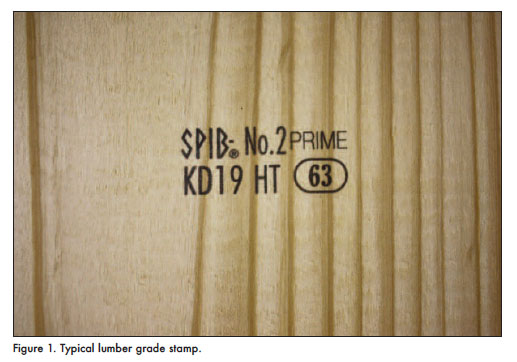 SPIB® No.2 PRIME
KD19 HT 63
Figure 1. Typical lumber grade stamp.